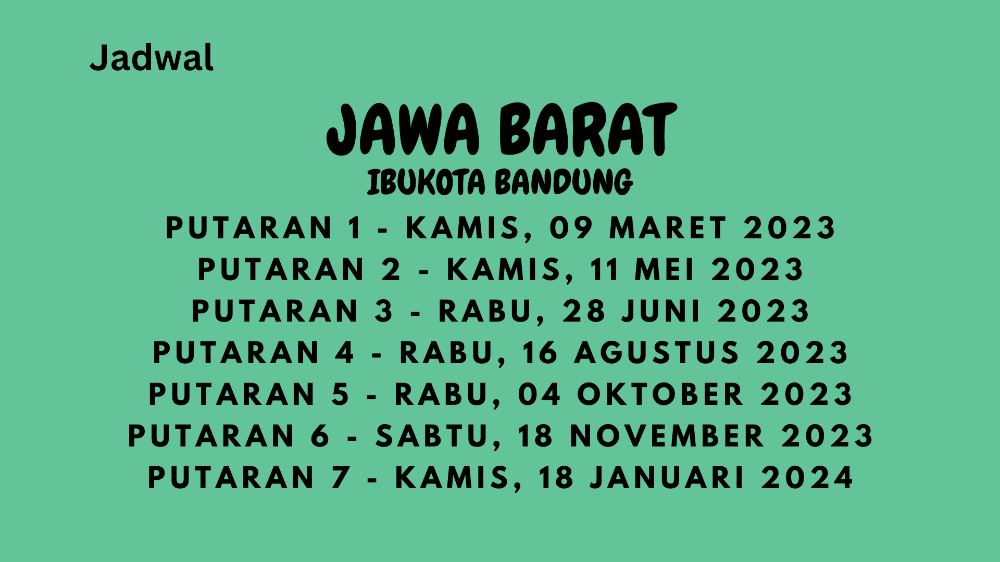 Jadwal
JAWA BARAT
IBUKOTA BANDUNG
PUTARAN 1 - KAMIS, 09 MARET 2023
PUTARAN 2 - KAMIS, 11 MEI 2023
PUTARAN 3 - RABU, 28 JUNI 2023
PUTARAN 4 - RABU, 16 AGUSTUS 2023
PUTARAN 5 - RABU, 04 OKTOBER 2023
PUTARAN 6 - SABTU, 18 NOVEMBER 2023
PUTARAN 7 - KAMIS, 18 JANUARI 2024